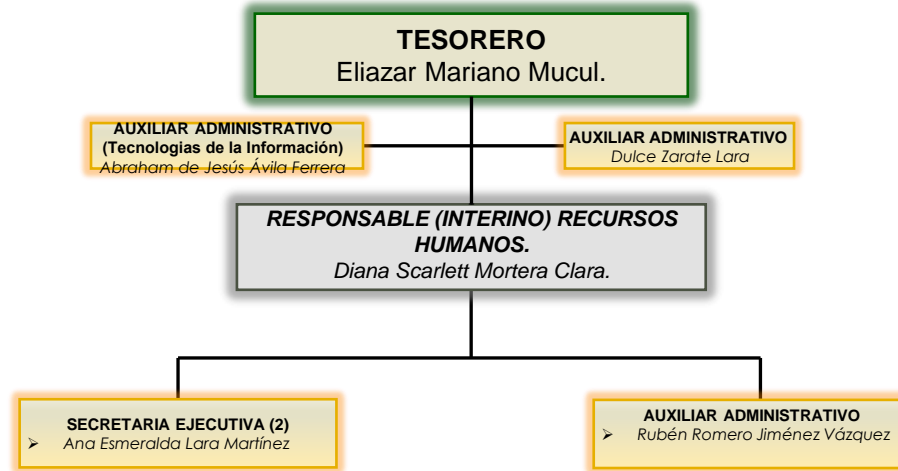 TESORERO
Eliazar Mariano Mucul.
AUXILIAR ADMINISTRATIVO
(Tecnologias de la Información)
Abraham de Jesús Ávila Ferrera
AUXILIAR ADMINISTRATIVO
Dulce Zarate Lara
RESPONSABLE (INTERINO) RECURSOS
HUMANOS.
Diana Scarlett Mortera Clara.
SECRETARIA EJECUTIVA (2)
➢ Ana Esmeralda Lara Martínez
AUXILIAR ADMINISTRATIVO
➢ Rubén Romero Jiménez Vázquez